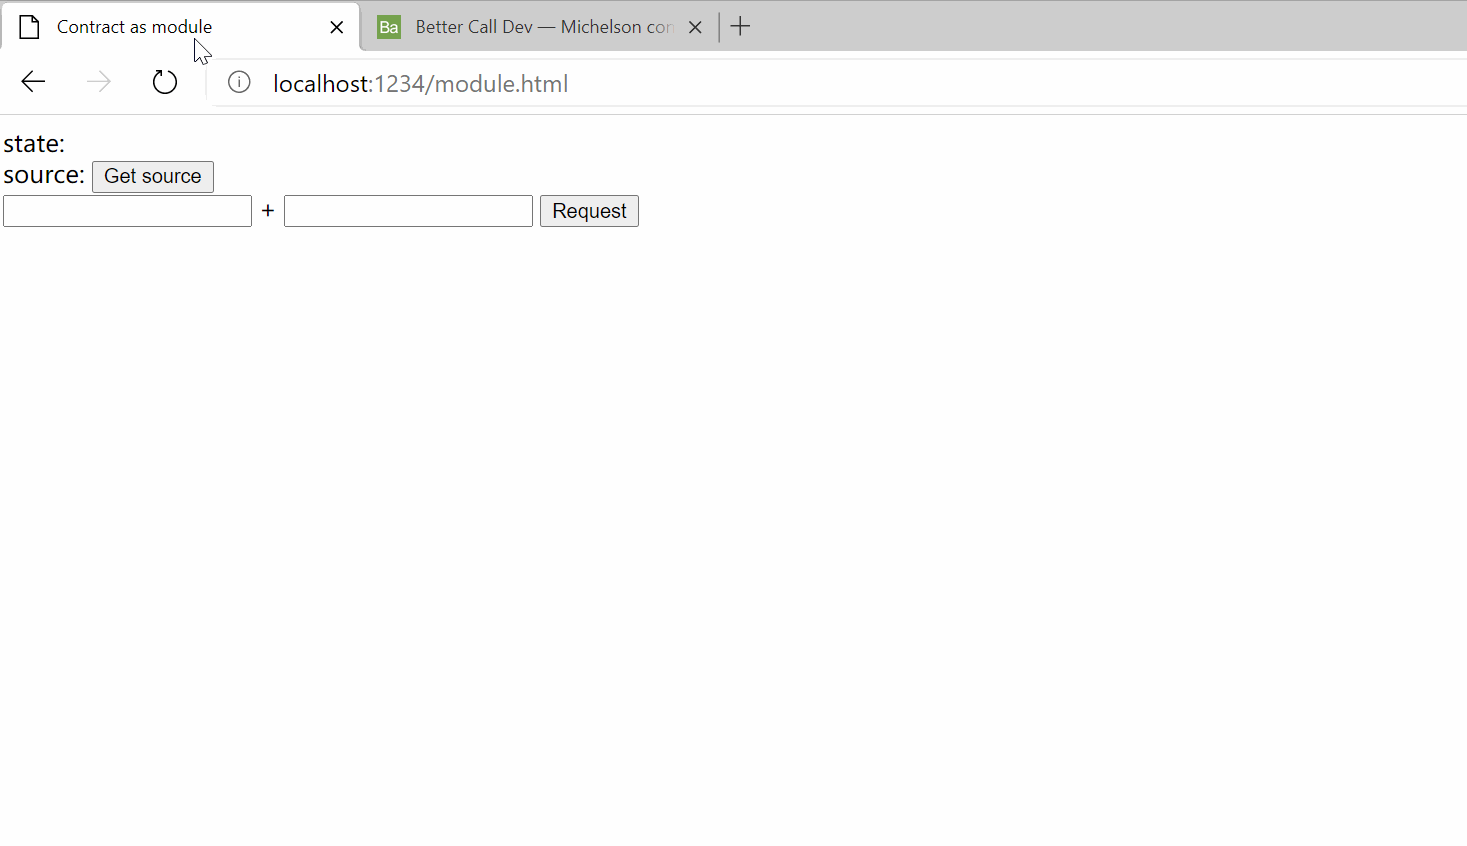 Contract as module
Ba Better Call Dev — Michelson con
localhost:1234/module.html
state:
source: Get source
+ Request